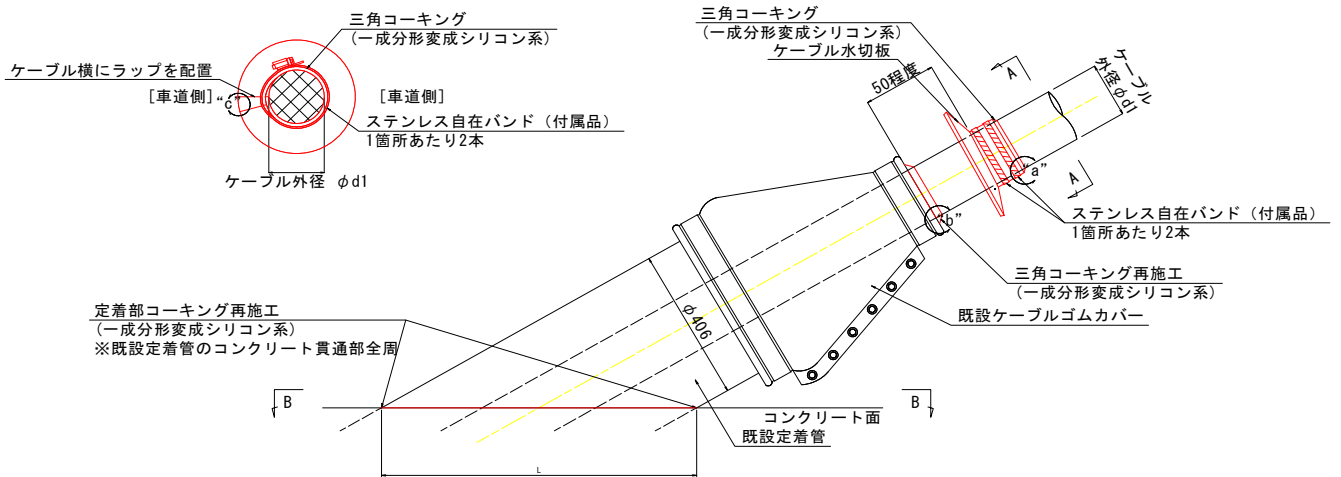 三角コーキング
(一成分形変成シリコン系)
ケーブル横にラップを配置
[車道側]
“c”
[車道側]
ステンレス自在バンド（付属品）
1箇所あたり2本
ケーブル外径 φd1
三角コーキング
(一成分形変成シリコン系)
ケーブル水切板
50程度
A
ケーブル
外径φd1
“a”
A
ステンレス自在バンド（付属品）
1箇所あたり2本
“b”
三角コーキング再施工
(一成分形変成シリコン系)
既設ケーブルゴムカバー
定着部コーキング再施工
(一成分形変成シリコン系)
※既設定着管のコンクリート貫通部全周
φ406
B
B
コンクリート面
既設定着管
L